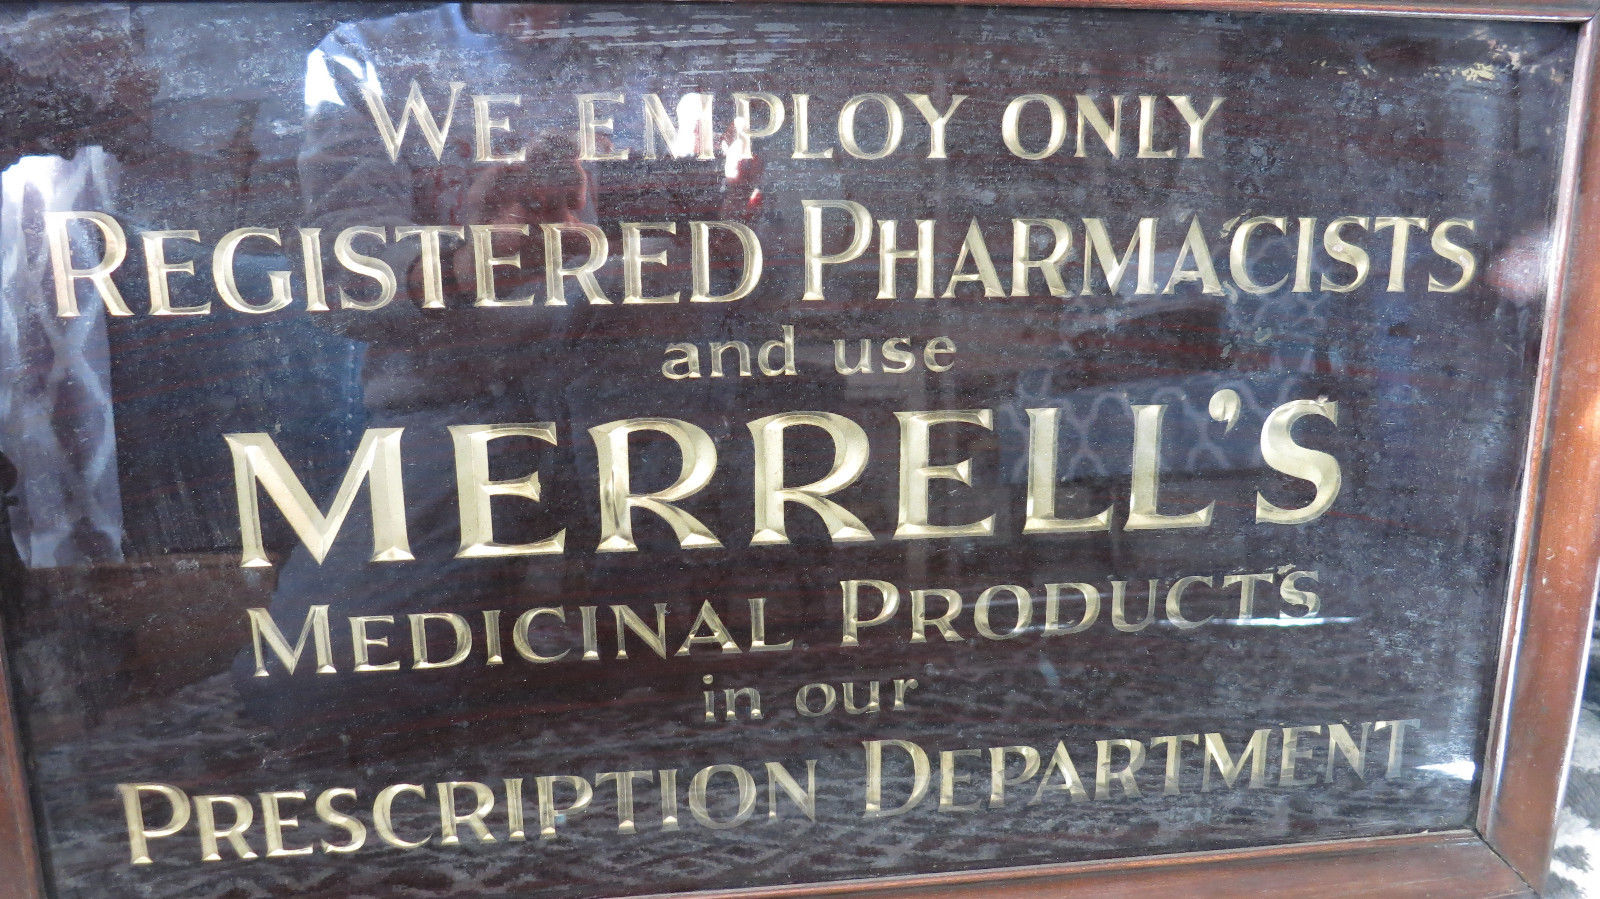 WE EMPLOY ONLY
REGISTERED PHARMACISTS
and use
MERRELL'S
MEDICINAL PRODUCTS
in our
PRESCRIPTION DEPARTMENT